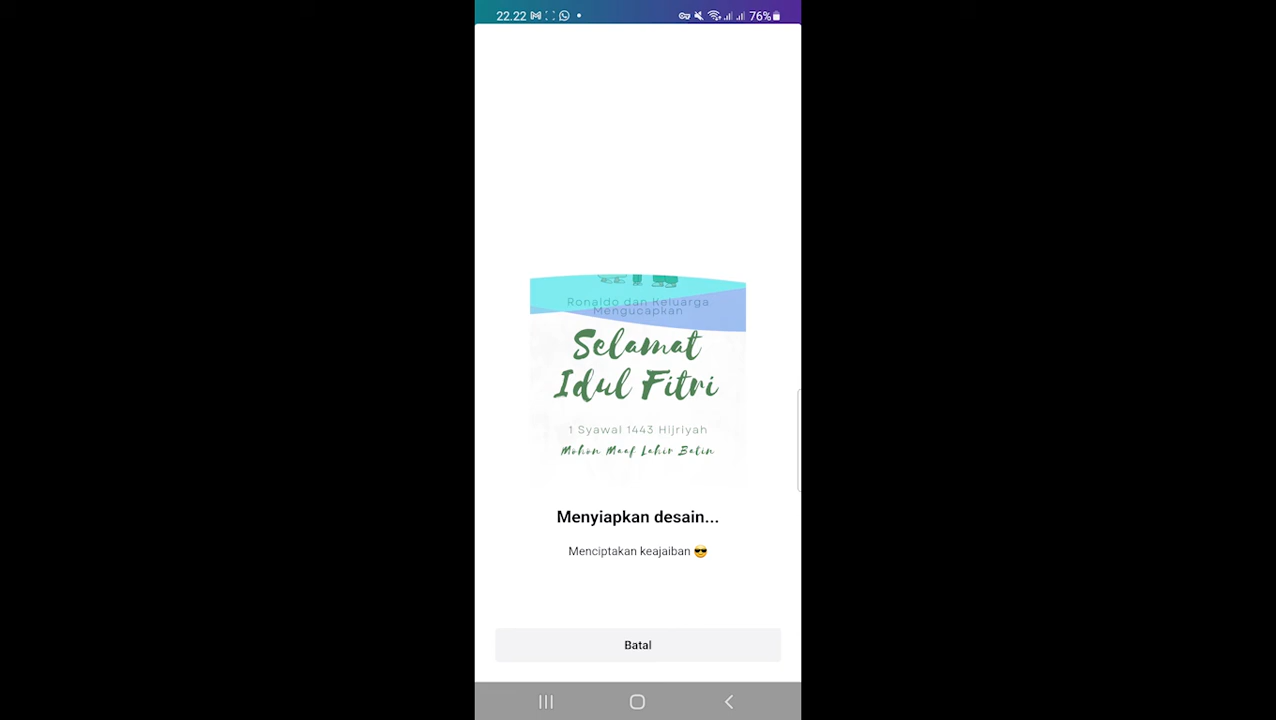 22.22
76%
Ronaldo dan Keluarga
Mengucapkan
Selamat
Idul Fitri
1 Syawal 1443 Hijriyah
Mohon Maaf Lahir Batin
Menyiapkan desain...
Menciptakan keajaiban 😎
Batal